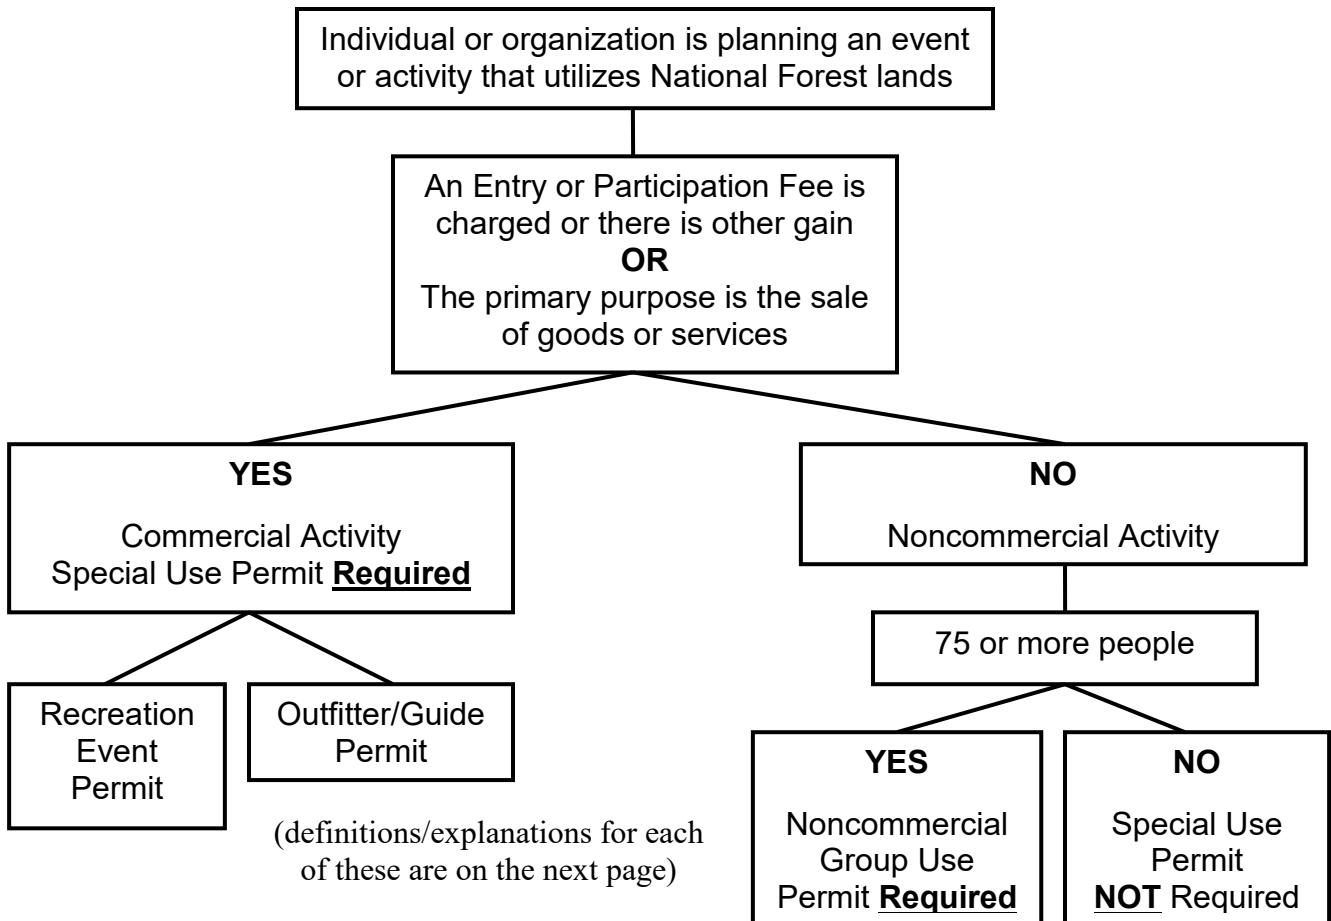 Individual or organization is planning an event
or activity that utilizes National Forest lands
An Entry or Participation Fee is
charged or there is other gain
OR
The primary purpose is the sale
of goods or services
YES
Commercial Activity
Special Use Permit Required
NO
Noncommercial Activity
75 or more people
Recreation
Event
Permit
Outfitter/Guide
Permit
(definitions/explanations for each
of these are on the next page)
YES
Noncommercial
Group Use
Permit Required
NO
Special Use
Permit
NOT Required